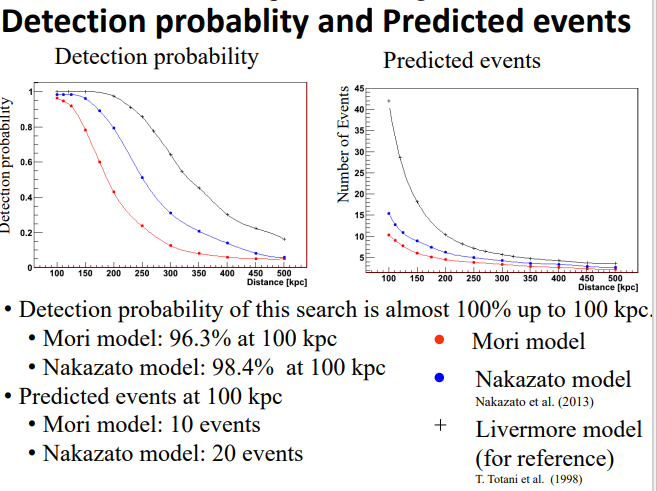 Detection probablity and Predicted events
Detection probability
Predicted events
Detection probability
1
0.8
0.6
0.4
0.2
0
100 150 200 250 300 350 400 450 500
Distance [kpc]
Number of Events
45
40
35
30
25
20
15
10
5
100 150 200 250 300 350 400 450 500
Distance [kpc]
• Detection probability of this search is almost 100% up to 100 kpc.
• Mori model: 96.3% at 100 kpc
• Nakazato model: 98.4% at 100 kpc
• Predicted events at 100 kpc
• Mori model: 10 events
• Nakazato model: 20 events
Mori model
Nakazato model
Nakazato et al. (2013)
Livermore model
(for reference)
T. Totani et al. (1998)